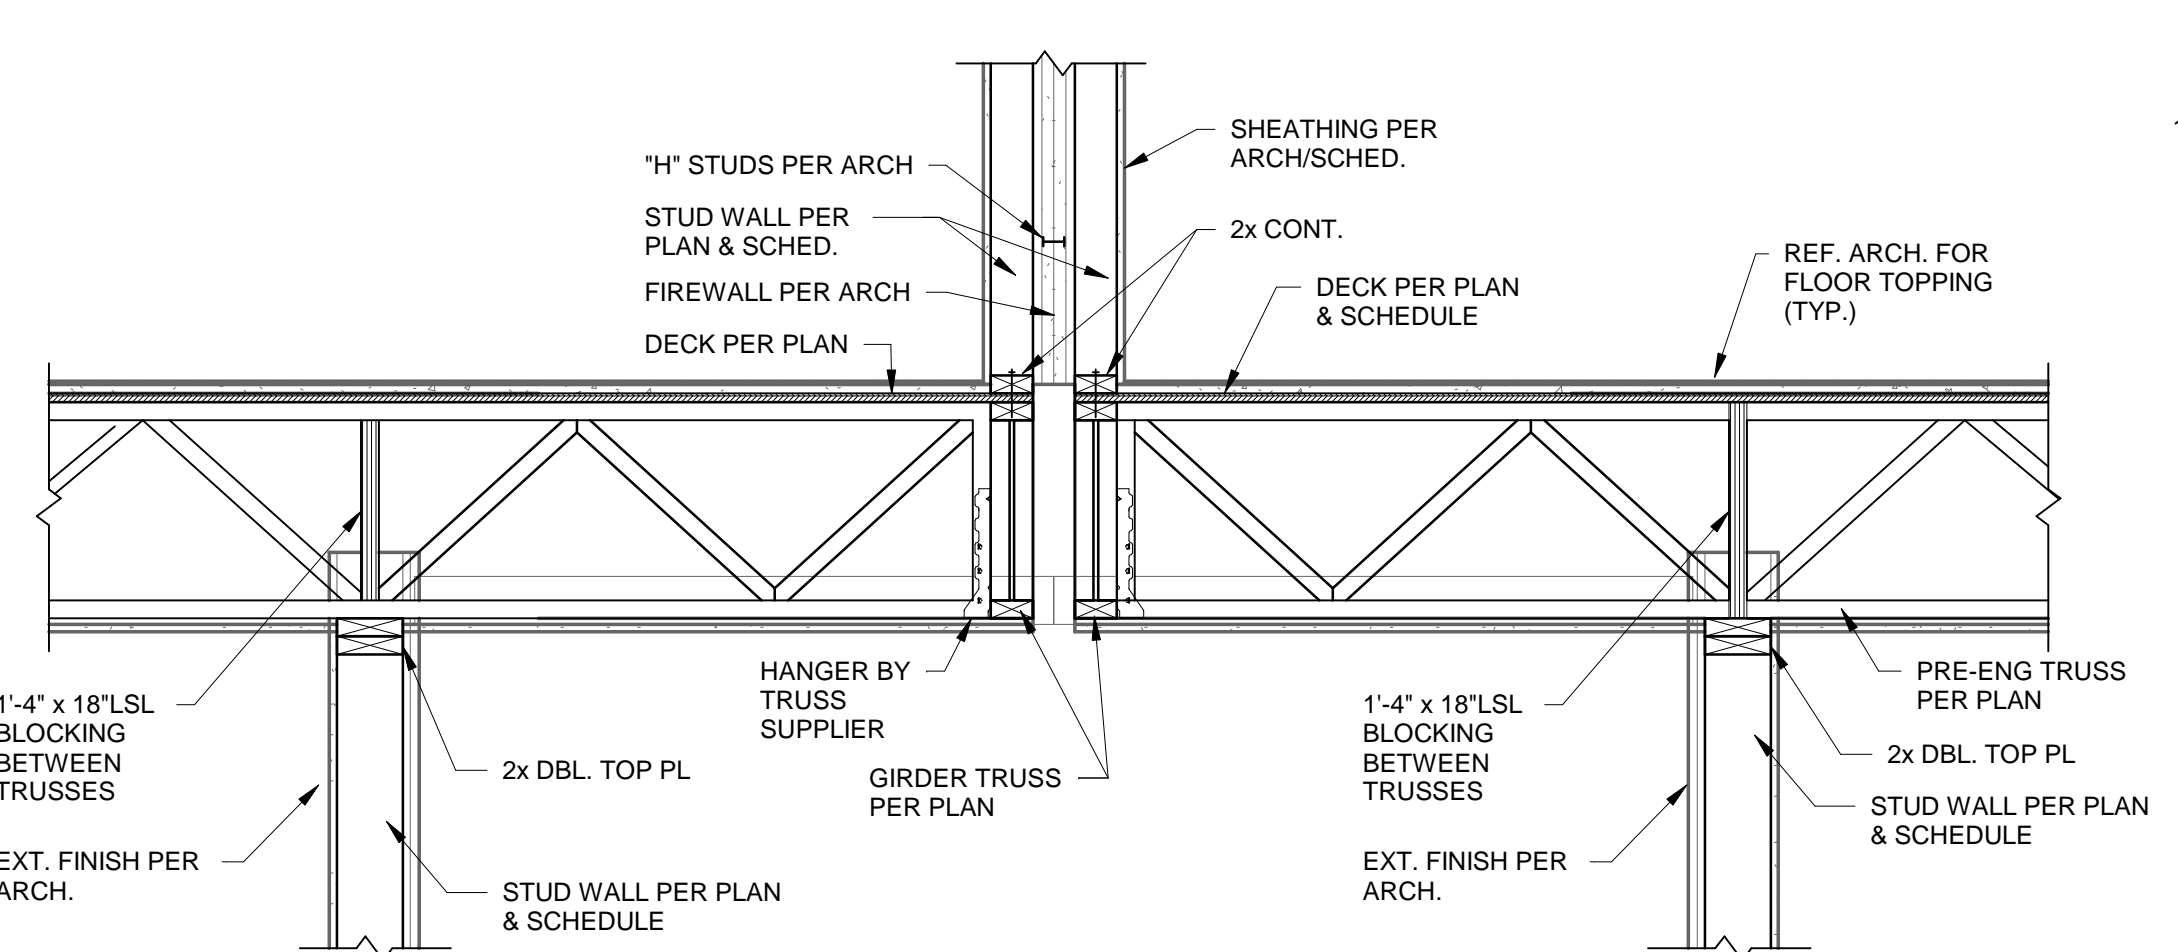 "H" STUDS PER ARCH
STUD WALL PER
PLAN & SCHED.
FIREWALL PER ARCH
DECK PER PLAN
SHEATHING PER
ARCH/SCHED.
2x CONT.
DECK PER PLAN
& SCHEDULE
REF. ARCH. FOR
FLOOR TOPPING
(TYP.)
1'-4" x 18"LSL
BLOCKING
BETWEEN
TRUSSES
EXT. FINISH PER
ARCH.
2x DBL. TOP PL
STUD WALL PER PLAN
& SCHEDULE
HANGER BY
TRUSS
SUPPLIER
GIRDER TRUSS
PER PLAN
1'-4" x 18"LSL
BLOCKING
BETWEEN
TRUSSES
EXT. FINISH PER
ARCH.
PRE-ENG TRUSS
PER PLAN
2x DBL. TOP PL
STUD WALL PER PLAN
& SCHEDULE